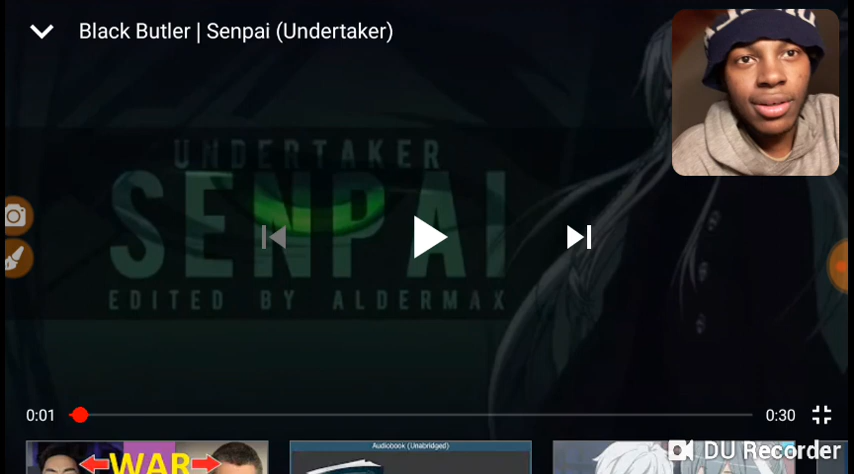 Black Butler | Senpai (Undertaker)
UNDERTAKER
SENPAI
EDITED BY ALDERMAX
0:01
0:30
WAR
Audiobook (Unabridged)
DU Recorder